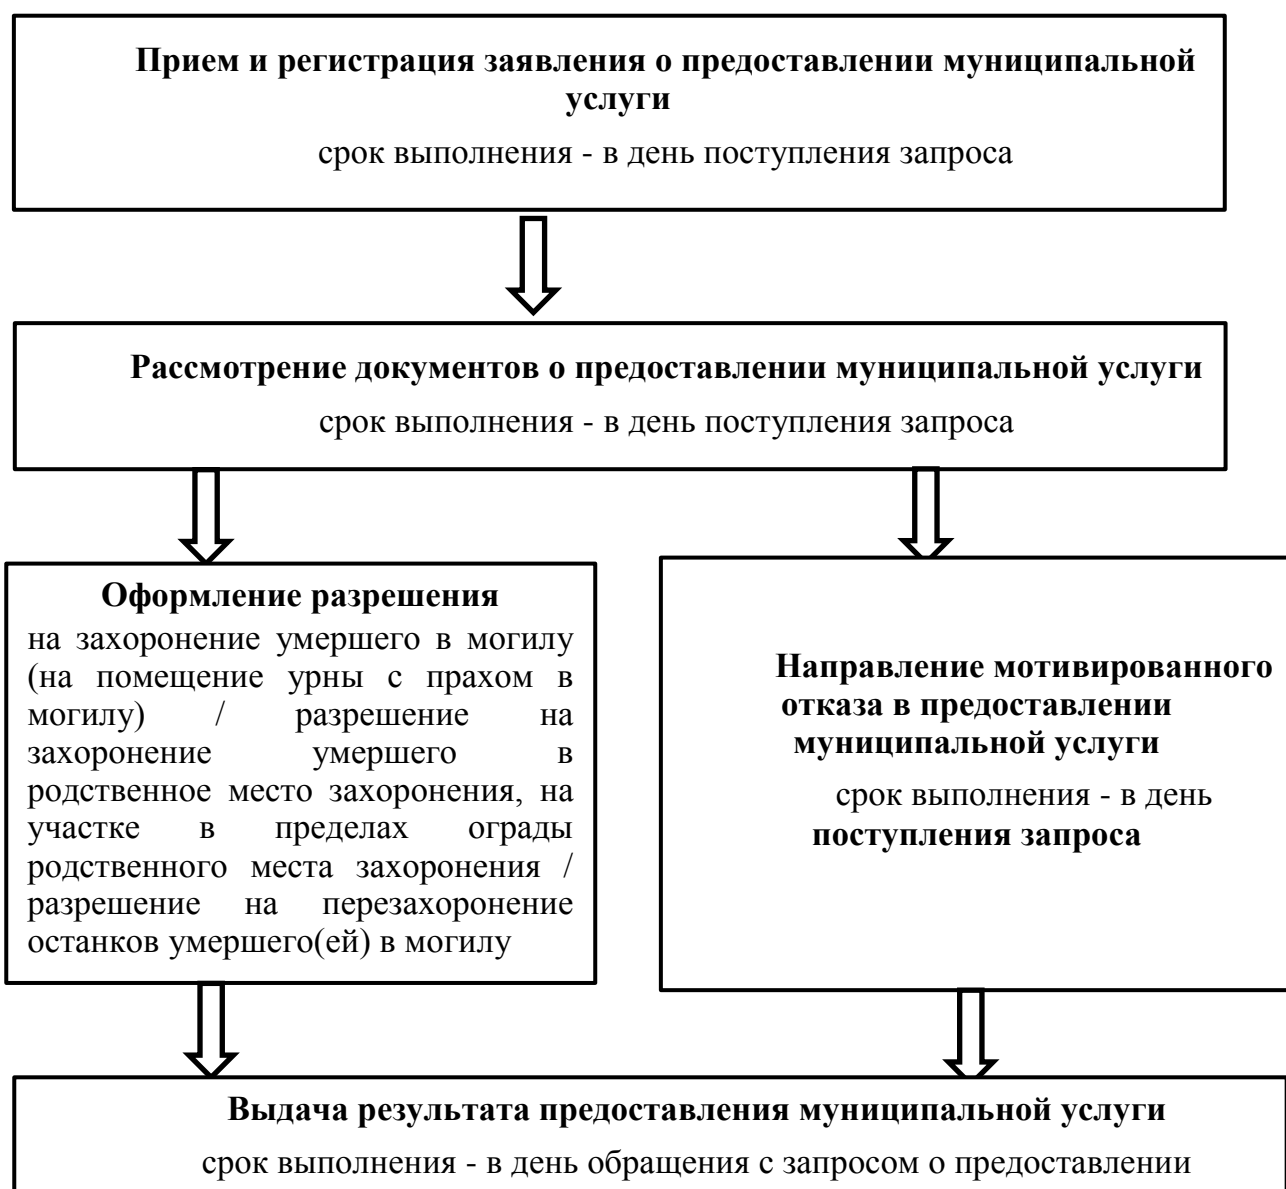 Прием и регистрация заявления о предоставлении муниципальной
услуги
срок выполнения - в день поступления запроса
Рассмотрение документов о предоставлении муниципальной услуги
срок выполнения - в день поступления запроса
Оформление разрешения
на захоронение умершего в могилу
(на помещение урны с прахом в
могилу) / разрешение на
захоронение умершего в
родственное место захоронения, на
участке в пределах ограды
родственного места захоронения /
разрешение на перезахоронение
останков умершего(ей) в могилу
Направление мотивированного
отказа в предоставлении
муниципальной услуги
срок выполнения - в день
поступления запроса
Выдача результата предоставления муниципальной услуги
срок выполнения - в день обращения с запросом о предоставлении